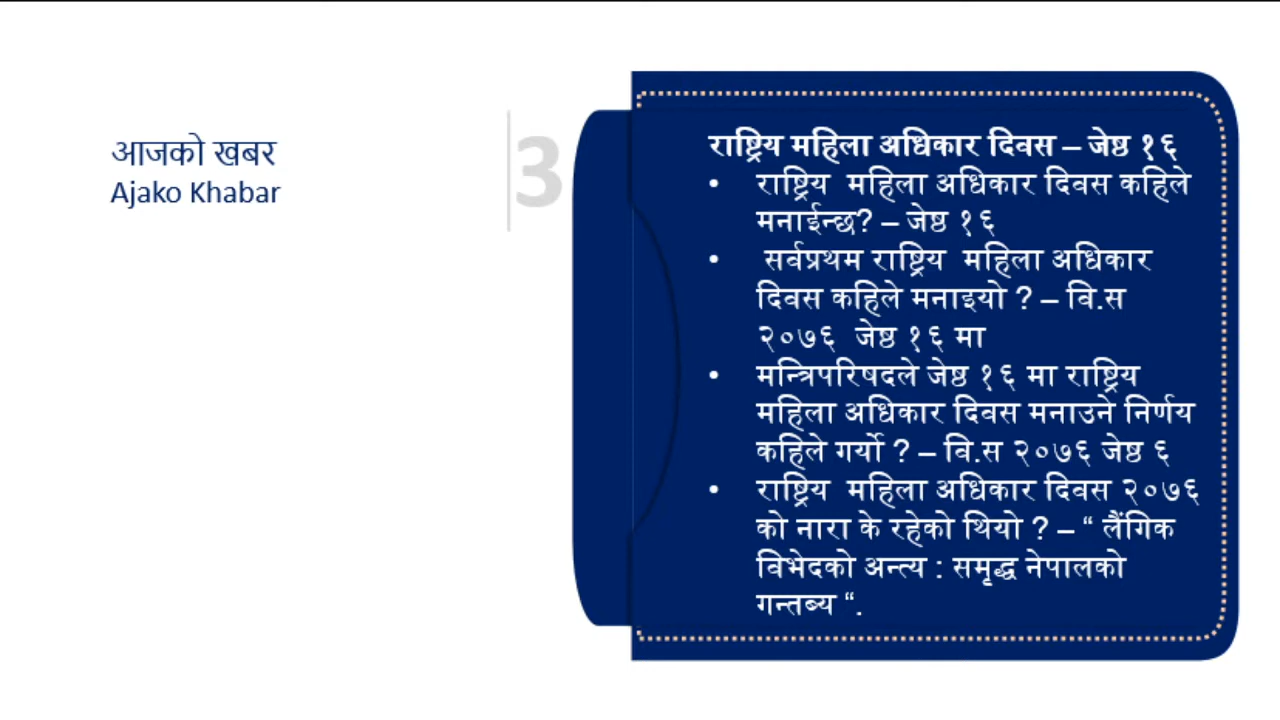 आजको खबर
Ajako Khabar
3
राष्ट्रिय महिला अधिकार दिवस – जेष्ठ १६
• राष्ट्रिय महिला अधिकार दिवस कहिले
मनाईन्छ? – जेष्ठ १६
• सर्वप्रथम राष्ट्रिय महिला अधिकार
दिवस कहिले मनाइयो ? – वि.स
२०७६ जेष्ठ १६ मा
• मन्त्रिपरिषदले जेष्ठ १६ मा राष्ट्रिय
महिला अधिकार दिवस मनाउने निर्णय
कहिले गर्यो ? – वि.स २०७६ जेष्ठ ६
• राष्ट्रिय महिला अधिकार दिवस २०७६
को नारा के रहेको थियो ? – “ लैंगिक
विभेदको अन्त्य : समृद्ध नेपालको
गन्तब्य “.